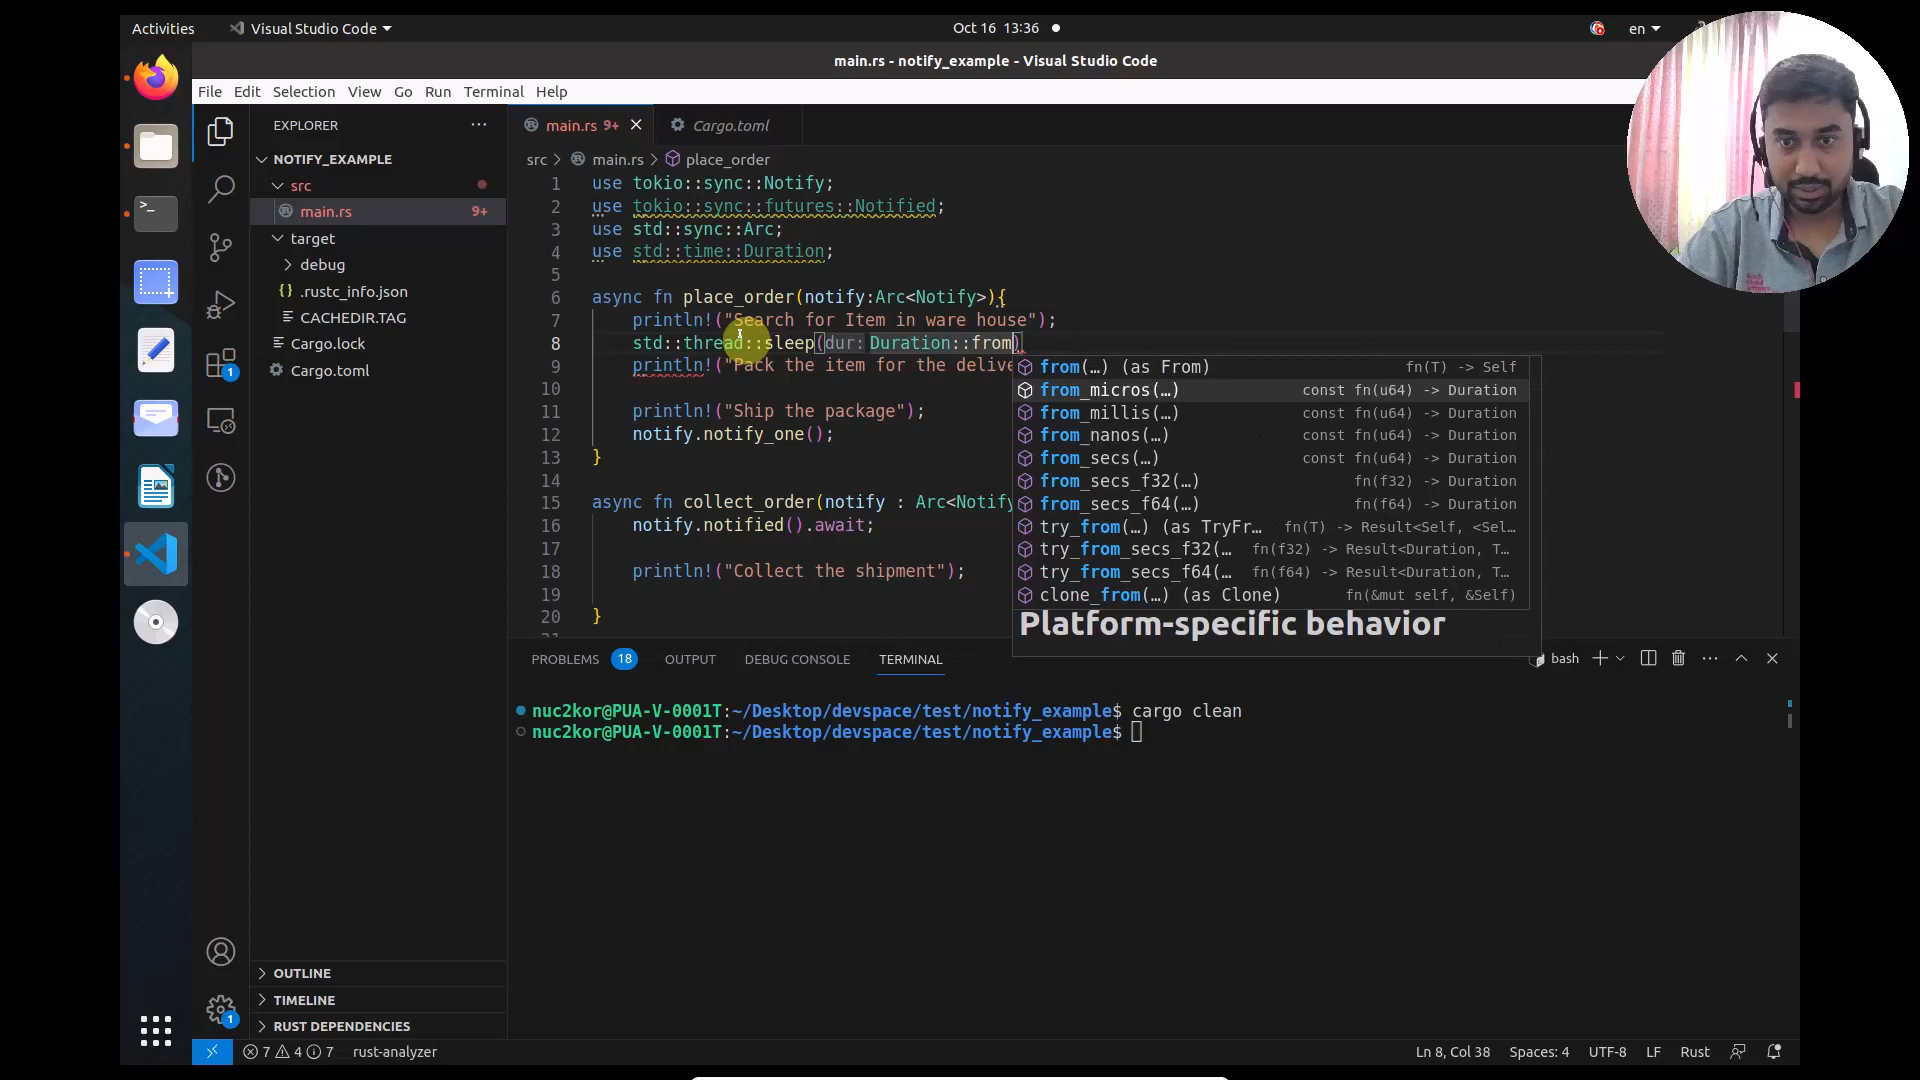 Activities
Visual Studio Code
Oct 16 13:36
en
main.rs - notify_example - Visual Studio Code
File Edit Selection View Go Run Terminal Help
EXPLORER
NOTIFY_EXAMPLE
src
main.rs 9+
target
debug
.rustc_info.json
CACHEDIR.TAG
Cargo.lock
Cargo.toml
1
OUTLINE
TIMELINE
RUST DEPENDENCIES
1
main.rs 9+
Cargo.toml
src > main.rs > place_order
1 use tokio::sync::Notify;
2 use tokio::sync::futures::Notified;
3 use std::sync::Arc;
4 use std::time::Duration;
5
6 async fn place_order(notify:Arc<Notify>){
7 println!("Search for Item in ware house");
8 std::thread::sleep(dur: Duration::from)
9 println!("Pack the item for the delive
10
11 println!("Ship the package");
12 notify.notify_one();
13 }
14
15 async fn collect_order(notify : Arc<Notify
16 notify.notified().await;
17
18 println!("Collect the shipment");
19
20 }
from(…) (as From) fn(T) -> Self
from_micros(…) const fn(u64) -> Duration
from_millis(…) const fn(u64) -> Duration
from_nanos(…) const fn(u64) -> Duration
from_secs(…) const fn(u64) -> Duration
from_secs_f32(…) fn(f32) -> Duration
from_secs_f64(…) fn(f64) -> Duration
try_from(…) (as TryFr… fn(T) -> Result<Self, <Sel…
try_from_secs_f32(… fn(f32) -> Result<Duration, T…
try_from_secs_f64(… fn(f64) -> Result<Duration, T…
clone_from(…) (as Clone) fn(&mut self, &Self)
Platform-specific behavior
PROBLEMS 18 OUTPUT DEBUG CONSOLE TERMINAL
bash
nuc2kor@PUA-V-0001T:~/Desktop/devspace/test/notify_example$ cargo clean
nuc2kor@PUA-V-0001T:~/Desktop/devspace/test/notify_example$
7 4 7 rust-analyzer
Ln 8, Col 38 Spaces: 4 UTF-8 LF Rust